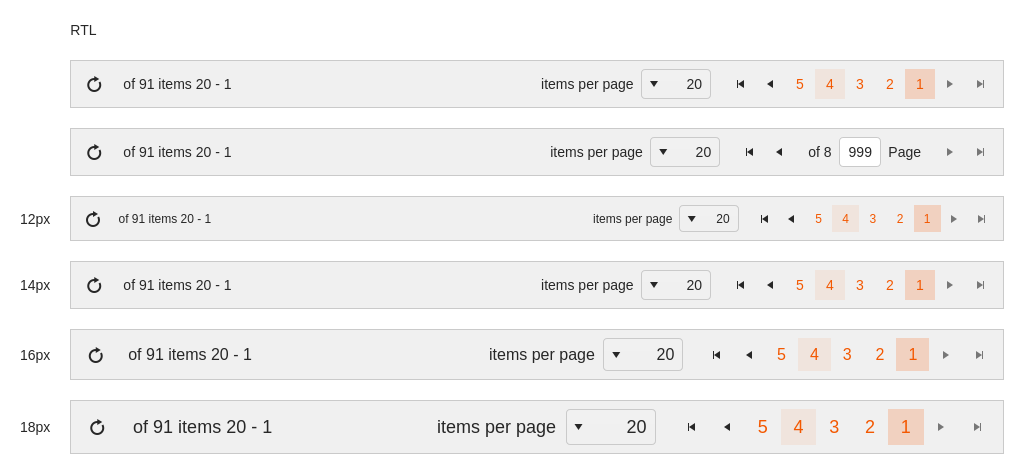 RTL
of 91 items 20 - 1 items per page 20 5 4 3 2 1
of 91 items 20 - 1 items per page 20 of 8 999 Page
12px of 91 items 20 - 1 items per page 20 5 4 3 2 1
14px of 91 items 20 - 1 items per page 20 5 4 3 2 1
16px of 91 items 20 - 1 items per page 20 5 4 3 2 1
18px of 91 items 20 - 1 items per page 20 5 4 3 2 1